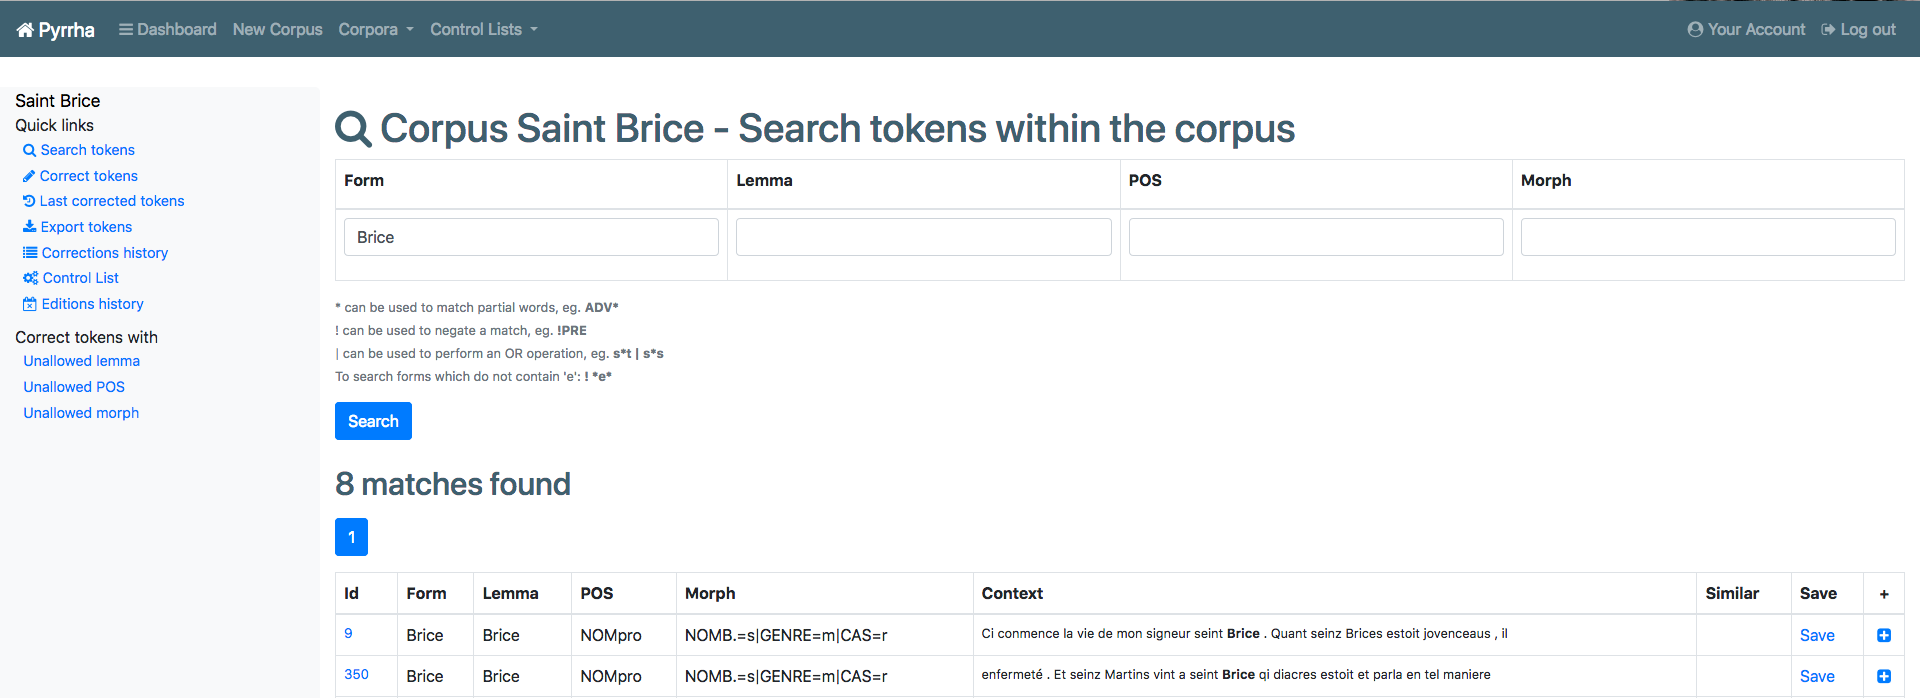 Pyrrha Dashboard New Corpus Corpora Control Lists Your Account Log out
Saint Brice
Quick links
Search tokens
Correct tokens
Last corrected tokens
Export tokens
Corrections history
Control List
Editions history
Correct tokens with
Unallowed lemma
Unallowed POS
Unallowed morph
Corpus Saint Brice - Search tokens within the corpus
Form Lemma POS Morph
Brice
* can be used to match partial words, eg. ADV*
! can be used to negate a match, eg. !PRE
| can be used to perform an OR operation, eg. s*t | s*s
To search forms which do not contain 'e': ! *e*
Search
8 matches found
1
Id Form Lemma POS Morph Context Similar Save +
9 Brice Brice NOMpro NOMB.=s|GENRE=m|CAS=r Ci conmence la vie de mon signeur seint Brice . Quant seinz Brices estoit jovenceaus , il Save
350 Brice Brice NOMpro NOMB.=s|GENRE=m|CAS=r enfermeté . Et seinz Martins vint a seint Brice qi diacres estoit et parla en tel maniere Save